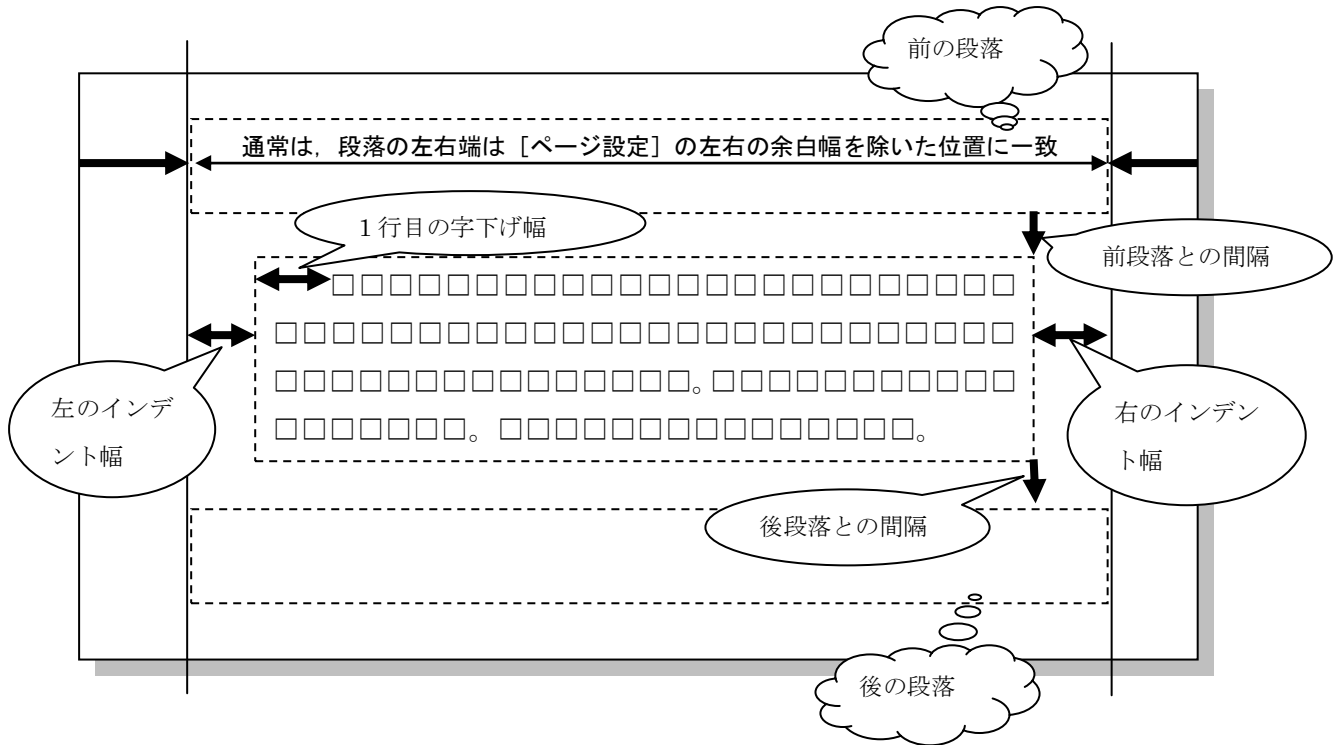 前の段落
通常は，段落の左右端は［ページ設定］の左右の余白幅を除いた位置に一致
１行目の字下げ幅
前段落との間隔
□□□□□□□□□□□□□□□□□□□□□□□□
□□□□□□□□□□□□□□□□□□□□□□□□□□
□□□□□□□□□□□□□□□。□□□□□□□□□□□
□□□□□□□。□□□□□□□□□□□□□□□。
左のインデ
ント幅
右のインデン
ト幅
後段落との間隔
後の段落